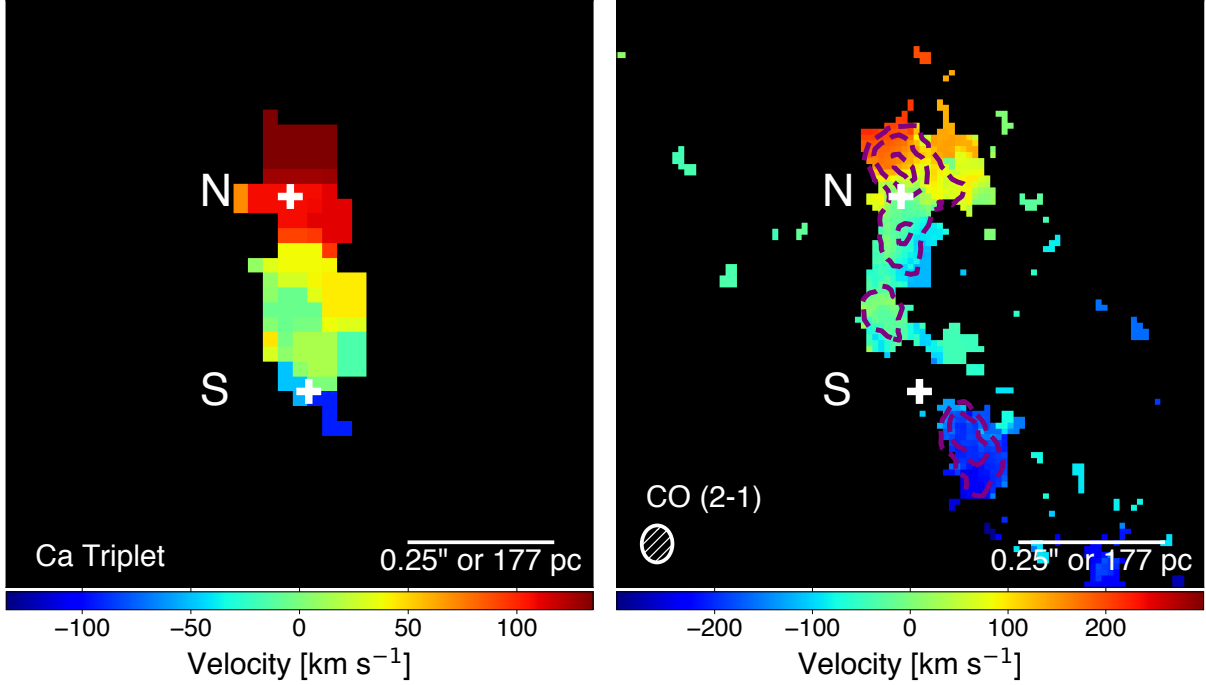 N
S
Ca Triplet
0.25" or 177 pc
−100 −50 0 50 100
Velocity [km s⁻¹]
N
S
CO (2-1)
0.25" or 177 pc
−200 −100 0 100 200
Velocity [km s⁻¹]